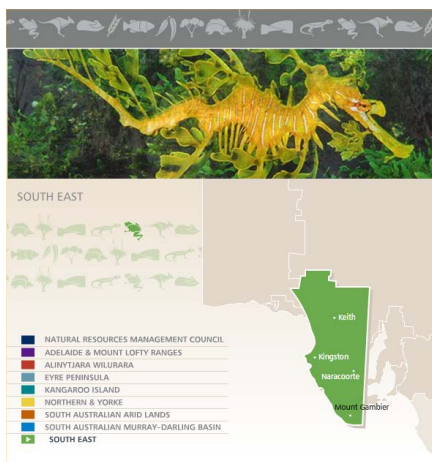 SOUTH EAST
Keith
Kingston
Naracoorte
Mount Gambier
NATURAL RESOURCES MANAGEMENT COUNCIL
ADELAIDE & MOUNT LOFTY RANGES
ALINYTJARA WILURARA
EYRE PENINSULA
KANGAROO ISLAND
NORTHERN & YORKE
SOUTH AUSTRALIAN ARID LANDS
SOUTH AUSTRALIAN MURRAY-DARLING BASIN
SOUTH EAST